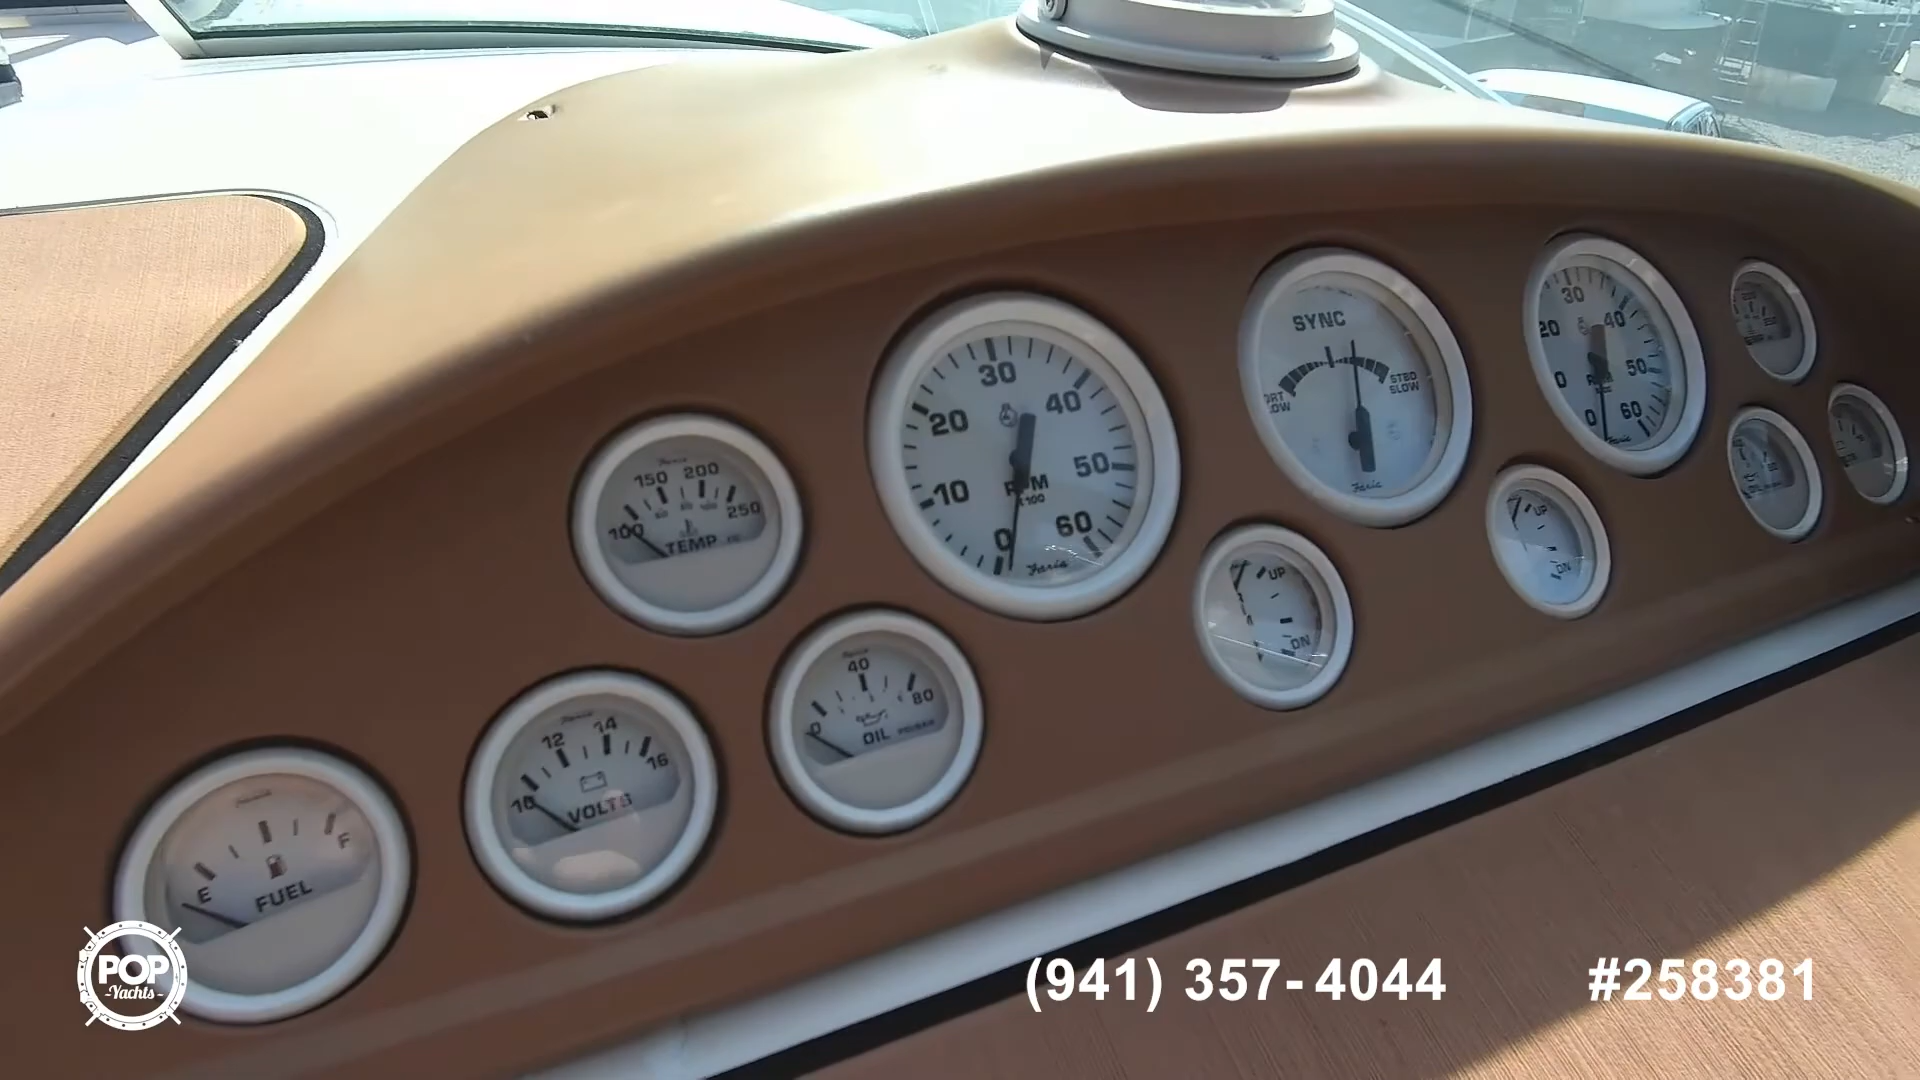 SYNC
STBD
SLOW
30
20
40
50
60
0
30
20
40
10
50
RPM
X100
0
60
Faria
Faria
150 200
100
250
TEMP
UP
DN
UP
DN
40
0
80
OIL
12
14
10
16
VOLTS
E
F
FUEL
POP
-Yachts-
(941) 357-4044
#258381